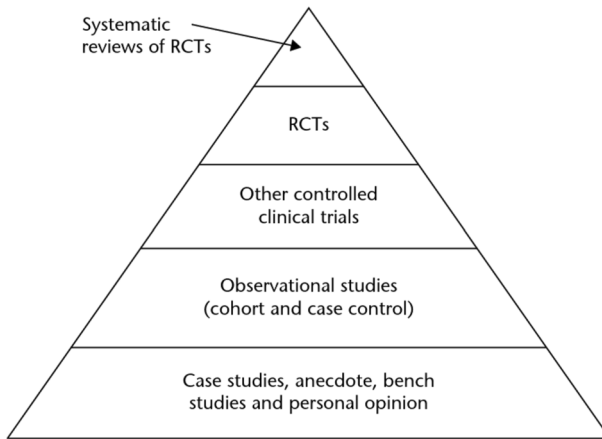 Systematic
reviews of RCTs
RCTs
Other controlled
clinical trials
Observational studies
(cohort and case control)
Case studies, anecdote, bench
studies and personal opinion